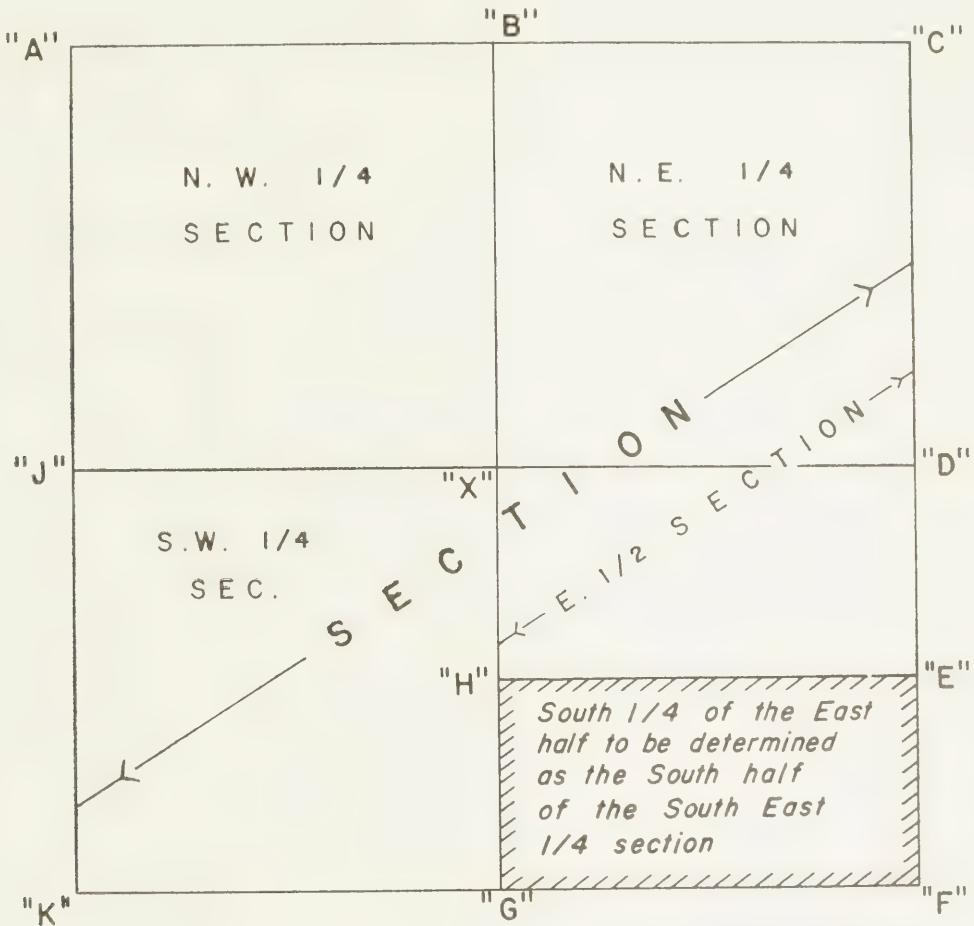 "A"
"B"
"C"
N. W. 1/4
SECTION
N. E. 1/4
SECTION
"J"
"X"
"D"
S.W. 1/4
SEC.
SECTION
E. 1/2 SECTION
"H"
"E"
South 1/4 of the East
half to be determined
as the South half
of the South East
1/4 section
"K"
"G"
"F"